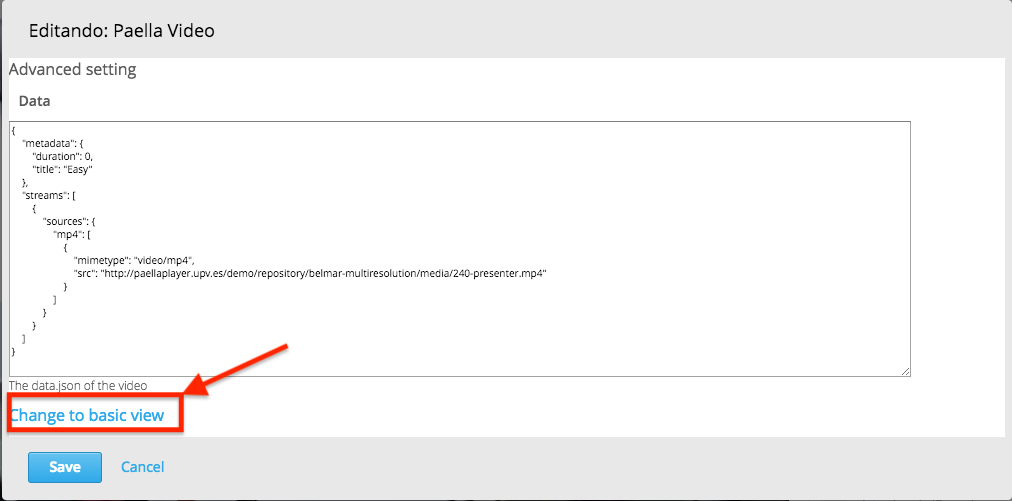 Editando: Paella Video
Advanced setting
Data
{
"metadata": {
"duration": 0,
"title": "Easy"
},
"streams": [
{
"sources": {
"mp4": [
{
"mimetype": "video/mp4",
"src": "http://paellaplayer.upv.es/demo/repository/belmar-multiresolution/media/240-presenter.mp4"
}
]
}
}
]
}
The data.json of the video
Change to basic view
Save Cancel